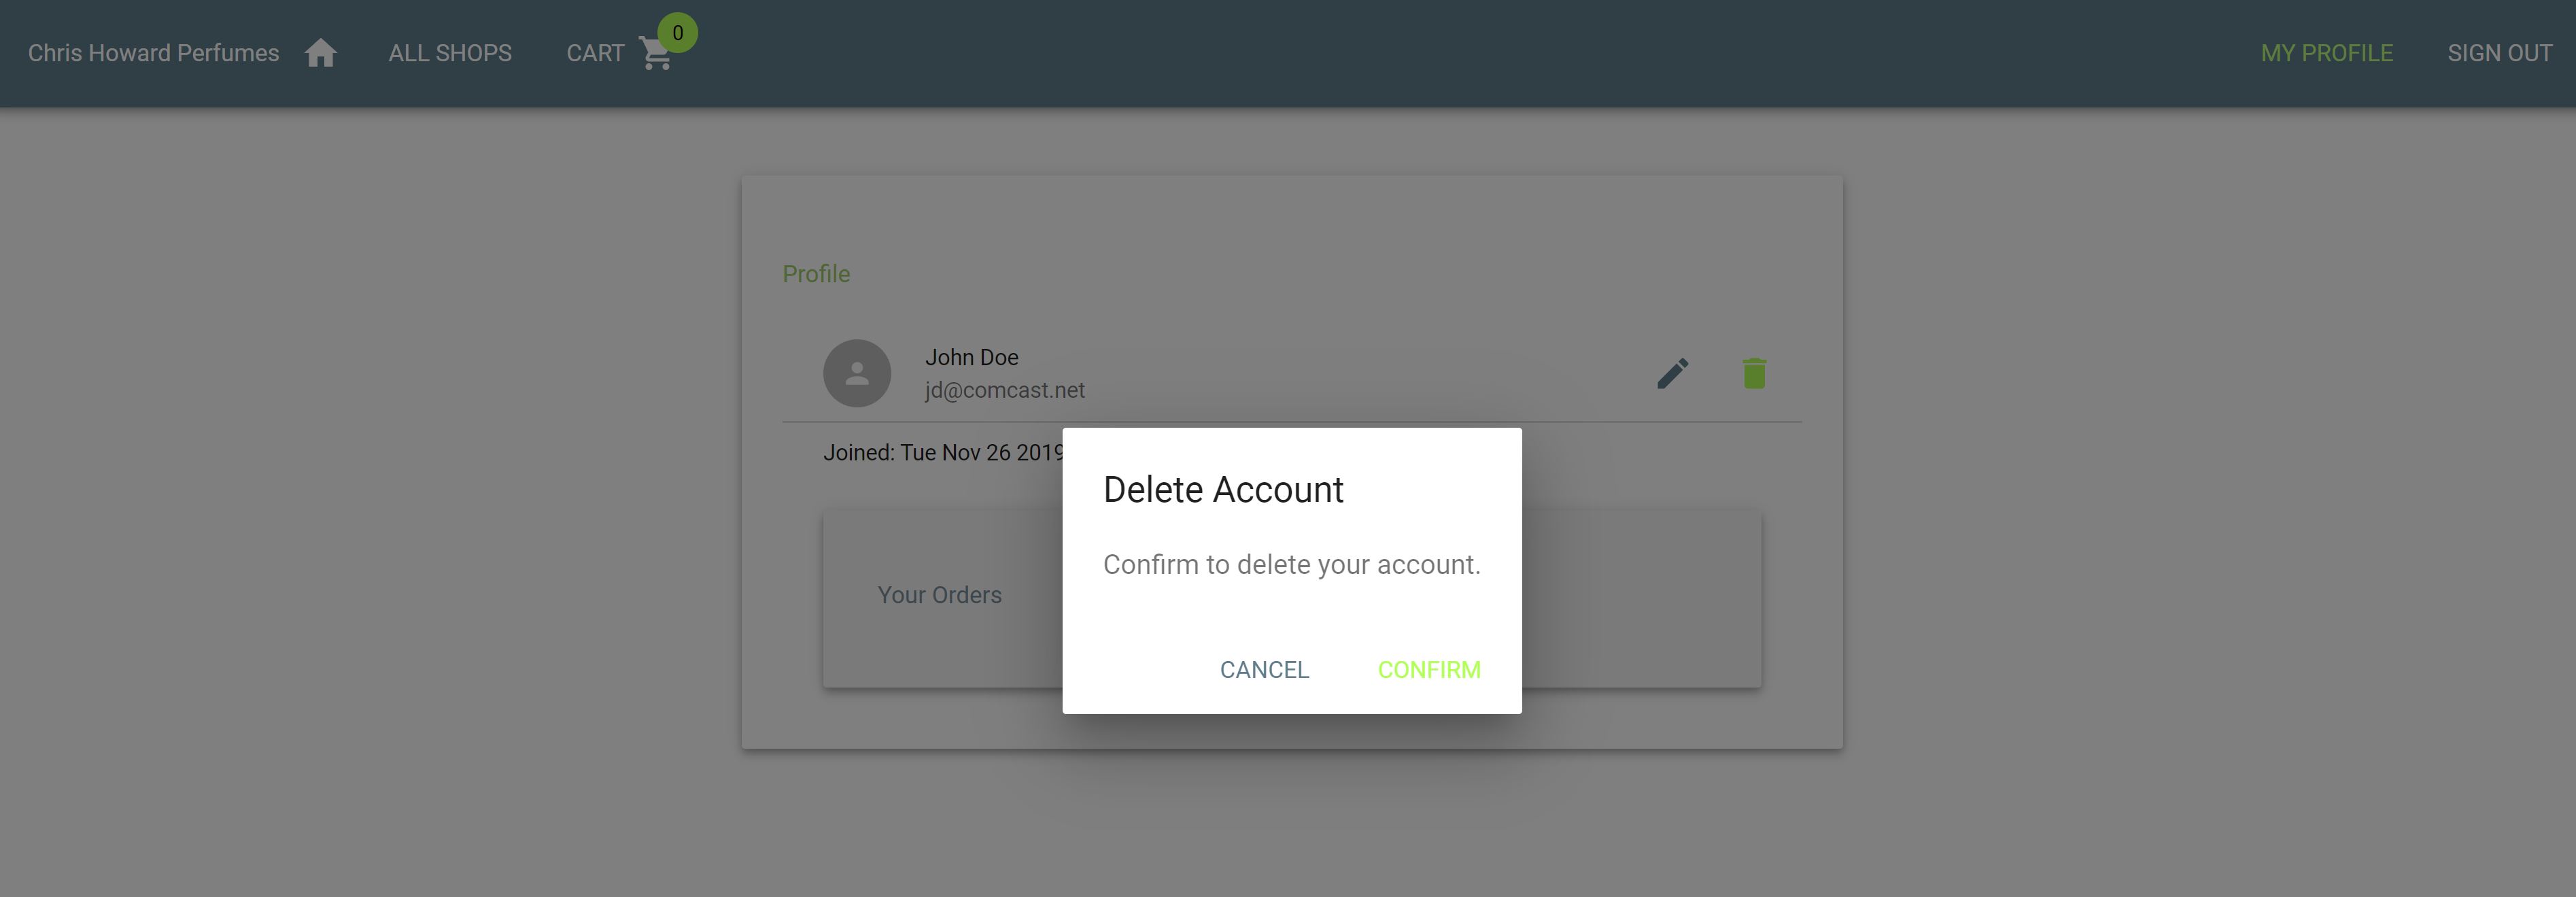 Chris Howard Perfumes ALL SHOPS CART 0 MY PROFILE SIGN OUT
Profile
John Doe
jd@comcast.net
Joined: Tue Nov 26 2019
Delete Account
Confirm to delete your account.
Your Orders
CANCEL CONFIRM